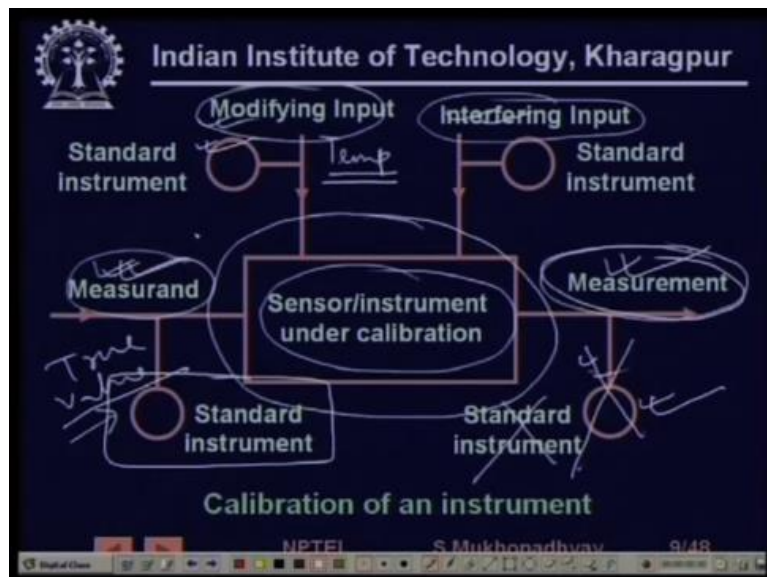 Indian Institute of Technology, Kharagpur
Modifying Input
Interfering Input
Standard
instrument
Temp
Standard
instrument
Measurand
Sensor/instrument
under calibration
Measurement
True
value
Standard
instrument
Standard
instrument
Calibration of an instrument
NPTEL
S.Mukhopadhyay
9/48